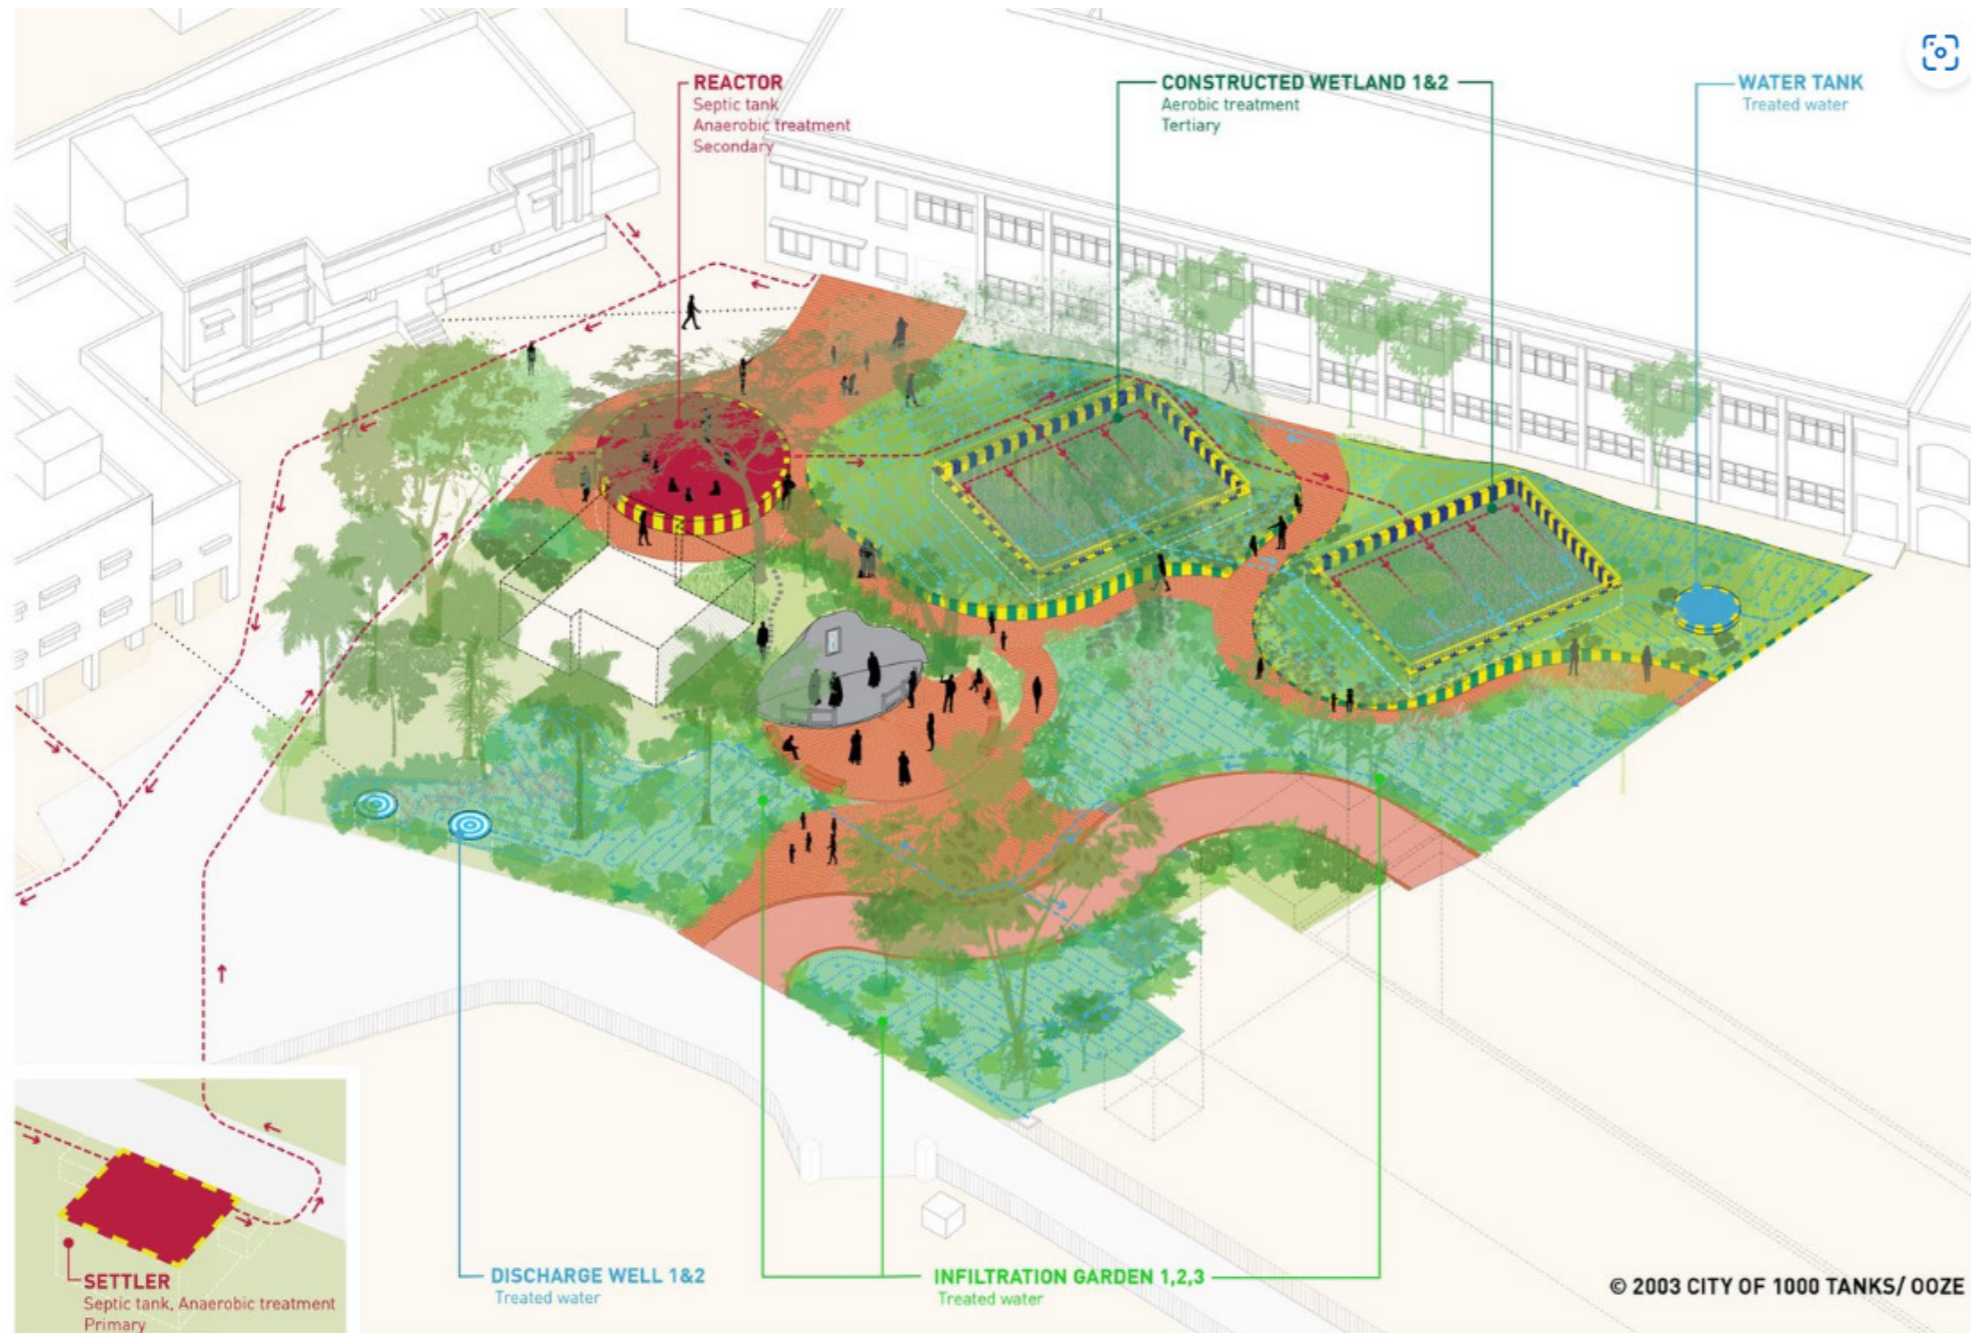 REACTOR
Septic tank
Anaerobic treatment
Secondary
CONSTRUCTED WETLAND 1&2
Aerobic treatment
Tertiary
WATER TANK
Treated water
SETTLER
Septic tank, Anaerobic treatment
Primary
DISCHARGE WELL 1&2
Treated water
INFILTRATION GARDEN 1,2,3
Treated water
© 2003 CITY OF 1000 TANKS/ OOZE